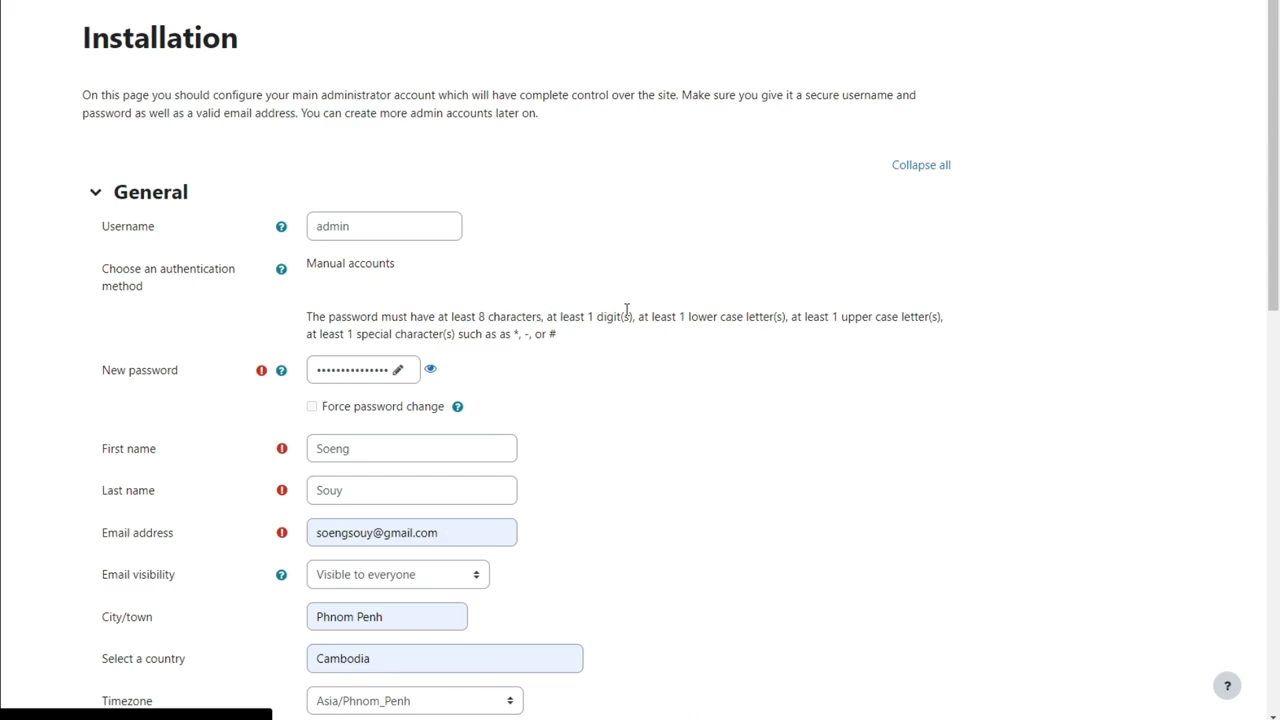 Installation
On this page you should configure your main administrator account which will have complete control over the site. Make sure you give it a secure username and
password as well as a valid email address. You can create more admin accounts later on.
Collapse all
General
Username
admin
Choose an authentication
method
Manual accounts
The password must have at least 8 characters, at least 1 digit(s), at least 1 lower case letter(s), at least 1 upper case letter(s),
at least 1 special character(s) such as as *, -, or #
New password
•••••••••••••••
Force password change
First name
Soeng
Last name
Souy
Email address
soengsouy@gmail.com
Email visibility
Visible to everyone
City/town
Phnom Penh
Select a country
Cambodia
Timezone
Asia/Phnom_Penh
?